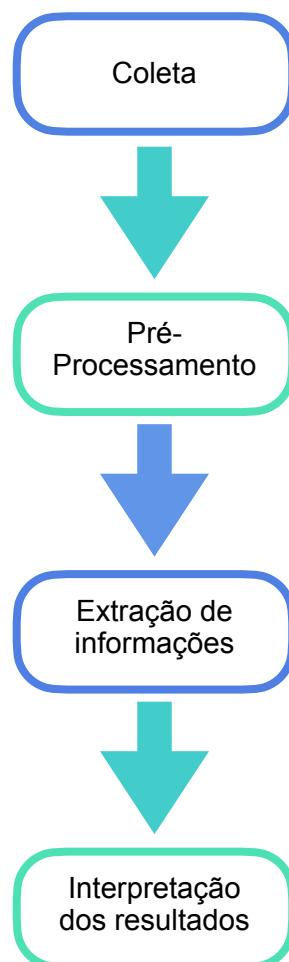 Coleta
Pré-
Processamento
Extração de
informações
Interpretação
dos resultados